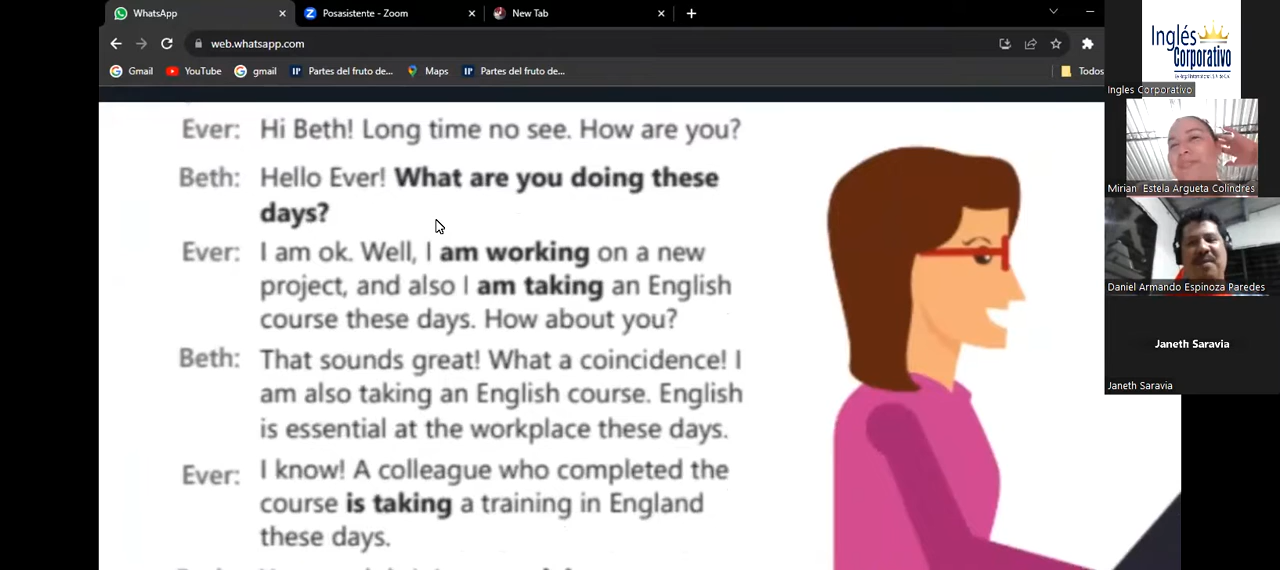 WhatsApp
Posasistente - Zoom
New Tab
web.whatsapp.com
Gmail
YouTube
gmail
Partes del fruto de...
Maps
Partes del fruto de...
Todos
Ever: Hi Beth! Long time no see. How are you?
Beth: Hello Ever! What are you doing these
days?
Ever: I am ok. Well, I am working on a new
project, and also I am taking an English
course these days. How about you?
Beth: That sounds great! What a coincidence! I
am also taking an English course. English
is essential at the workplace these days.
Ever: I know! A colleague who completed the
course is taking a training in England
these days.
Inglés
Corporativo
Ingles Corporativo
Mirian Estela Argueta Colindres
Daniel Armando Espinoza Paredes
Janeth Saravia
Janeth Saravia